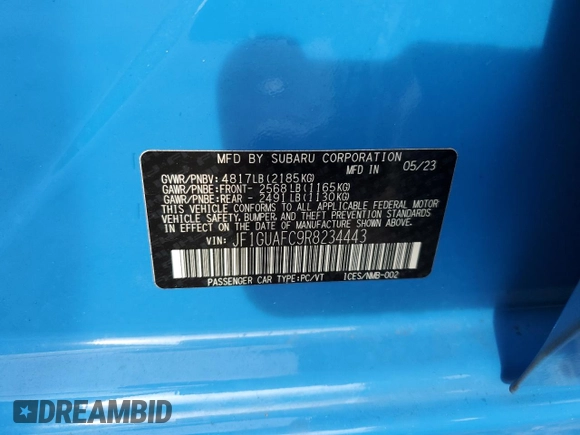 MFD BY SUBARU CORPORATION
MFD IN 05/23
GVWR/PNBV: 4817LB(2185KG)
GAWR/PNBE:FRONT- 2568LB(1165KG)
GAWR/PNBE:REAR - 2491LB(1130KG)
THIS VEHICLE CONFORMS TO ALL APPLICABLE FEDERAL MOTOR
VEHICLE SAFETY, BUMPER, AND THEFT PREVENTION STANDARDS
IN EFFECT ON THE DATE OF MANUFACTURE SHOWN ABOVE.
VIN: JF1GUAFC9R8234443
PASSENGER CAR TYPE:PC/VT ICES/NMB-002
DREAMBID